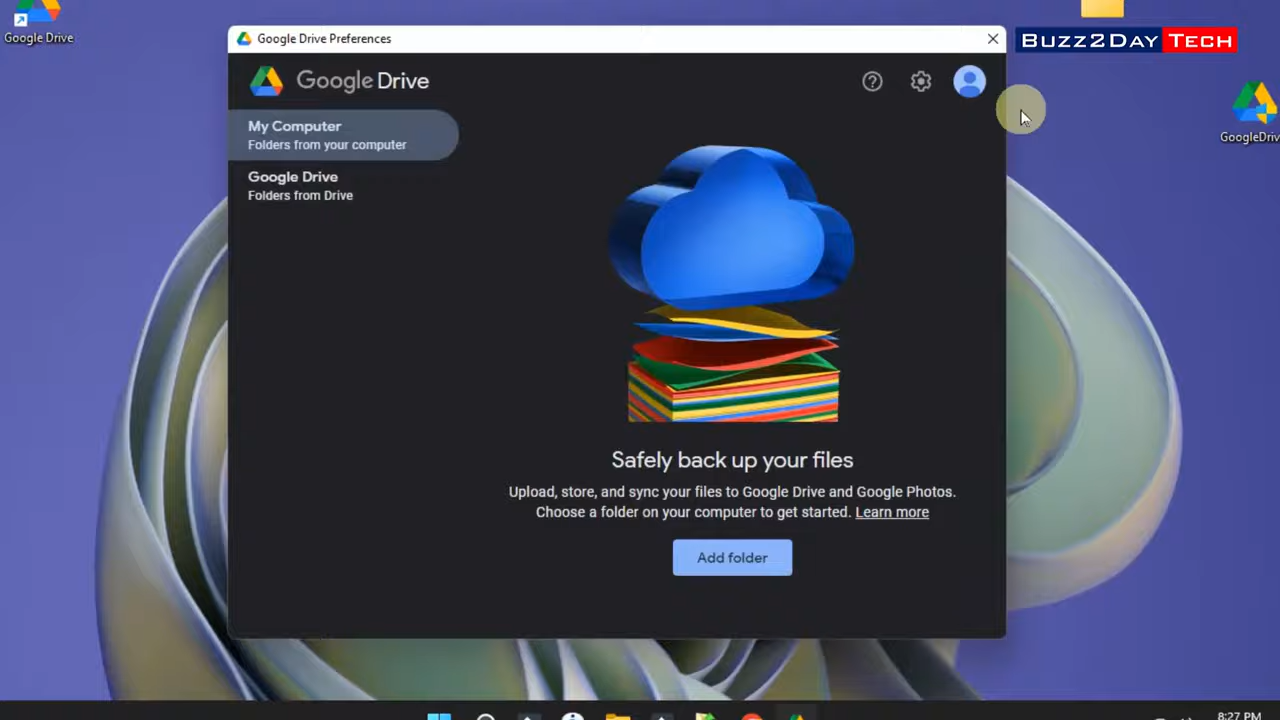 Google Drive
Google Drive Preferences
BUZZ2DAY TECH
Google Drive
GoogleDriv
My Computer
Folders from your computer
Google Drive
Folders from Drive
Safely back up your files
Upload, store, and sync your files to Google Drive and Google Photos.
Choose a folder on your computer to get started. Learn more
Add folder
8:27 PM